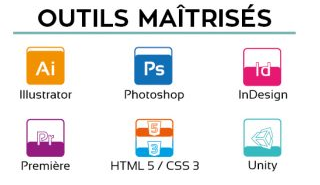 OUTILS MAÎTRISÉS
Ai Ps Id
Illustrator Photoshop InDesign
Pr 5 3
Première HTML 5 / CSS 3 Unity